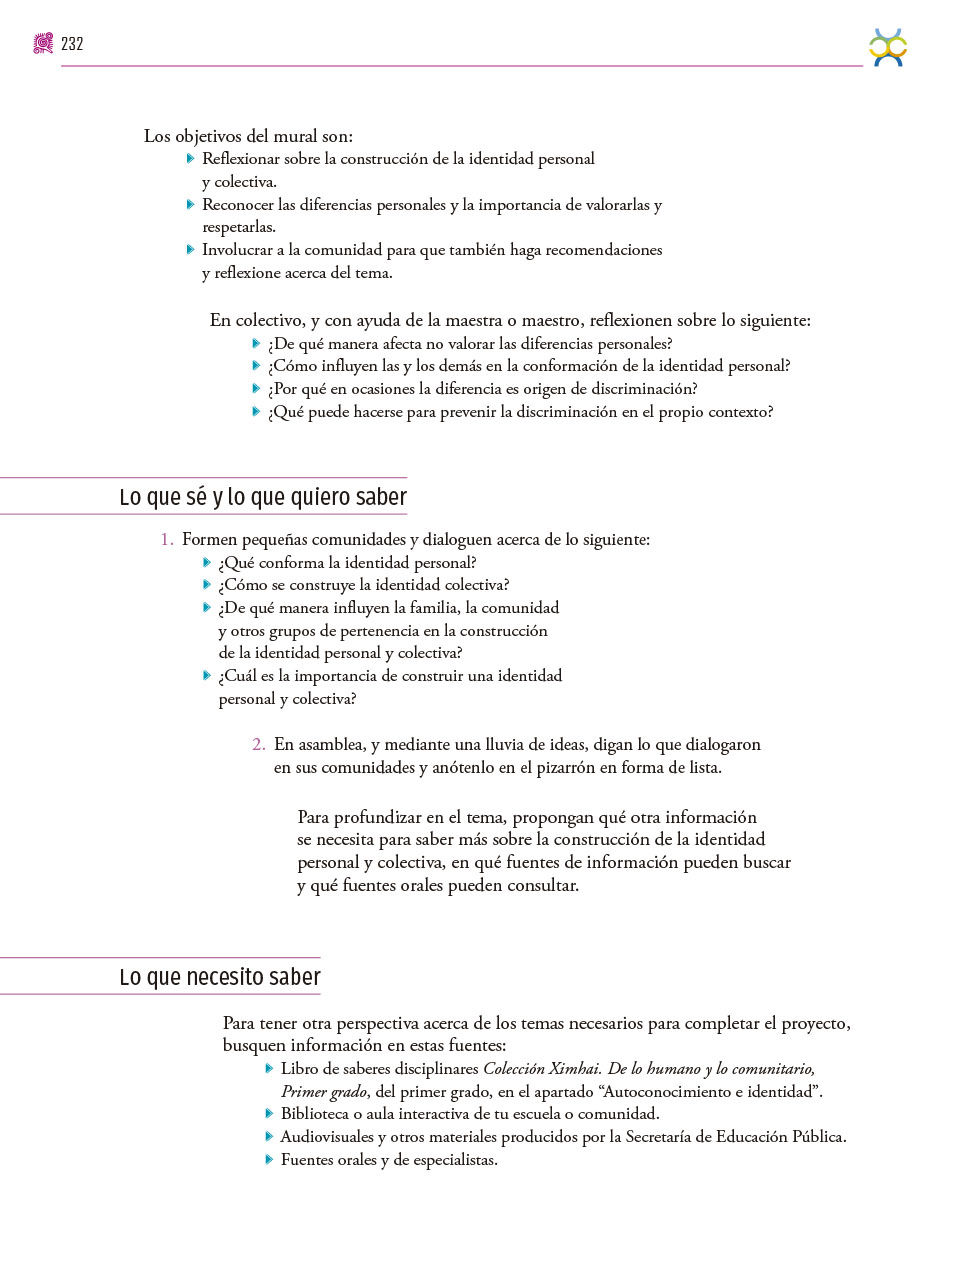 232
Los objetivos del mural son:
Reflexionar sobre la construcción de la identidad personal
y colectiva.
Reconocer las diferencias personales y la importancia de valorarlas y
respetarlas.
Involucrar a la comunidad para que también haga recomendaciones
y reflexione acerca del tema.
En colectivo, y con ayuda de la maestra o maestro, reflexionen sobre lo siguiente:
¿De qué manera afecta no valorar las diferencias personales?
¿Cómo influyen las y los demás en la conformación de la identidad personal?
¿Por qué en ocasiones la diferencia es origen de discriminación?
¿Qué puede hacerse para prevenir la discriminación en el propio contexto?
Lo que sé y lo que quiero saber
1. Formen pequeñas comunidades y dialoguen acerca de lo siguiente:
¿Qué conforma la identidad personal?
¿Cómo se construye la identidad colectiva?
¿De qué manera influyen la familia, la comunidad
y otros grupos de pertenencia en la construcción
de la identidad personal y colectiva?
¿Cuál es la importancia de construir una identidad
personal y colectiva?
2. En asamblea, y mediante una lluvia de ideas, digan lo que dialogaron
en sus comunidades y anótenlo en el pizarrón en forma de lista.
Para profundizar en el tema, propongan qué otra información
se necesita para saber más sobre la construcción de la identidad
personal y colectiva, en qué fuentes de información pueden buscar
y qué fuentes orales pueden consultar.
Lo que necesito saber
Para tener otra perspectiva acerca de los temas necesarios para completar el proyecto,
busquen información en estas fuentes:
Libro de saberes disciplinares Colección Ximhai. De lo humano y lo comunitario,
Primer grado, del primer grado, en el apartado “Autoconocimiento e identidad”.
Biblioteca o aula interactiva de tu escuela o comunidad.
Audiovisuales y otros materiales producidos por la Secretaría de Educación Pública.
Fuentes orales y de especialistas.